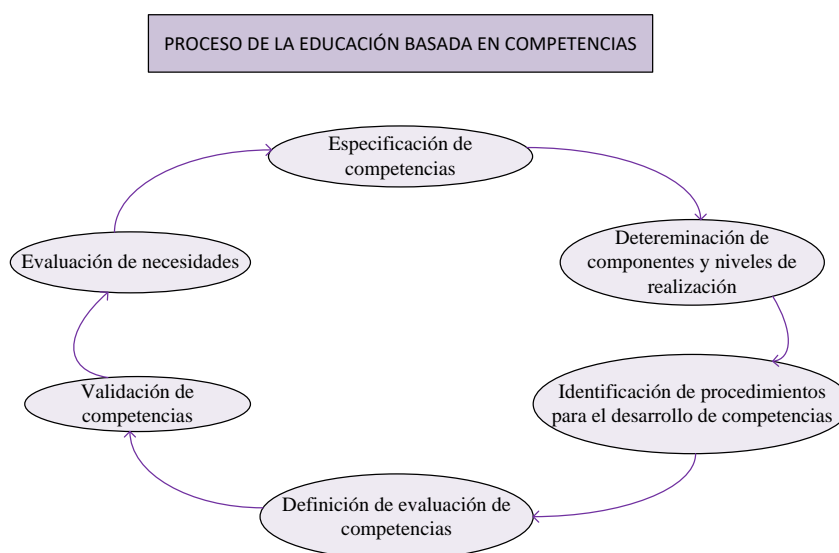 PROCESO DE LA EDUCACIÓN BASADA EN COMPETENCIAS
Especificación de
competencias
Detereminación de
componentes y niveles de
realización
Identificación de procedimientos
para el desarrollo de competencias
Definición de evaluación de
competencias
Validación de
competencias
Evaluación de necesidades